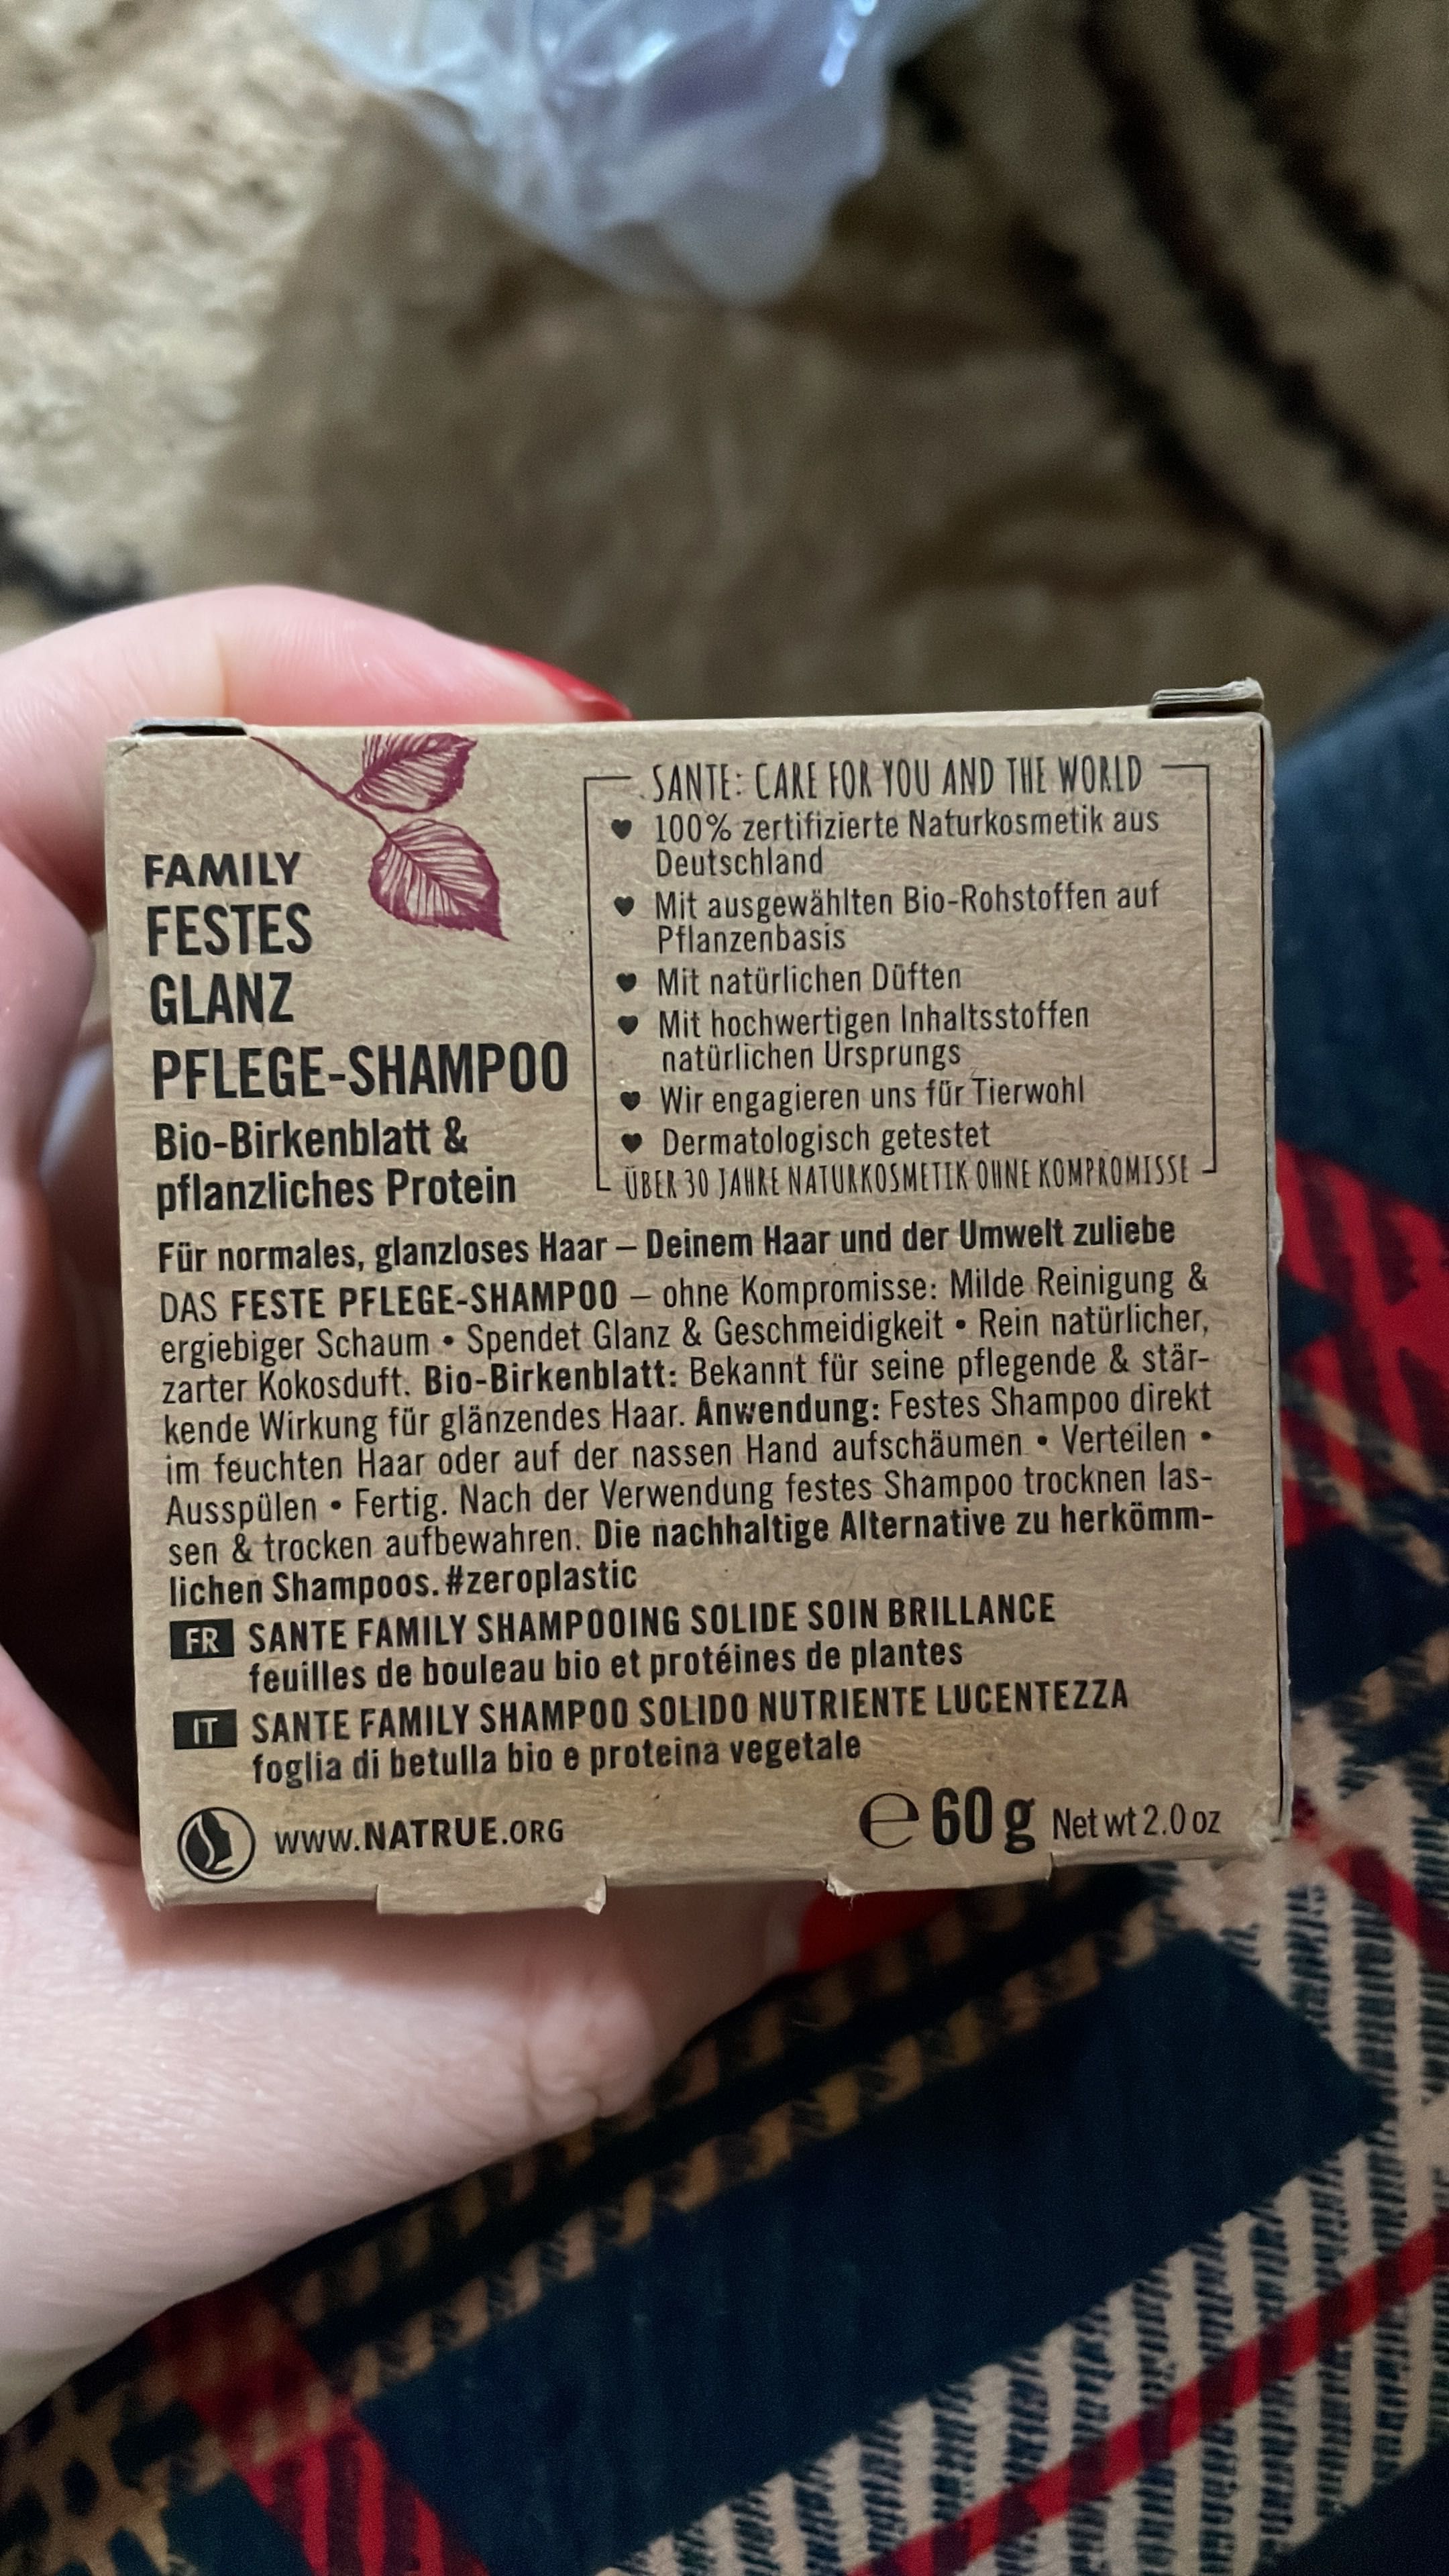 FAMILY
FESTES
GLANZ
PFLEGE-SHAMPOO
Bio-Birkenblatt &
pflanzliches Protein
SANTE: CARE FOR YOU AND THE WORLD
♥ 100% zertifizierte Naturkosmetik aus
Deutschland
♥ Mit ausgewählten Bio-Rohstoffen auf
Pflanzenbasis
♥ Mit natürlichen Düften
♥ Mit hochwertigen Inhaltsstoffen
natürlichen Ursprungs
♥ Wir engagieren uns für Tierwohl
♥ Dermatologisch getestet
ÜBER 30 JAHRE NATURKOSMETIK OHNE KOMPROMISSE
Für normales, glanzloses Haar – Deinem Haar und der Umwelt zuliebe
DAS FESTE PFLEGE-SHAMPOO – ohne Kompromisse: Milde Reinigung &
ergiebiger Schaum • Spendet Glanz & Geschmeidigkeit • Rein natürlicher,
zarter Kokosduft. Bio-Birkenblatt: Bekannt für seine pflegende & stär-
kende Wirkung für glänzendes Haar. Anwendung: Festes Shampoo direkt
im feuchten Haar oder auf der nassen Hand aufschäumen • Verteilen •
Ausspülen • Fertig. Nach der Verwendung festes Shampoo trocknen las-
sen & trocken aufbewahren. Die nachhaltige Alternative zu herkömm-
lichen Shampoos. #zeroplastic
FR SANTE FAMILY SHAMPOOING SOLIDE SOIN BRILLANCE
feuilles de bouleau bio et protéines de plantes
IT SANTE FAMILY SHAMPOO SOLIDO NUTRIENTE LUCENTEZZA
foglia di betulla bio e proteina vegetale
WWW.NATRUE.ORG
℮ 60 g Net wt 2.0 oz